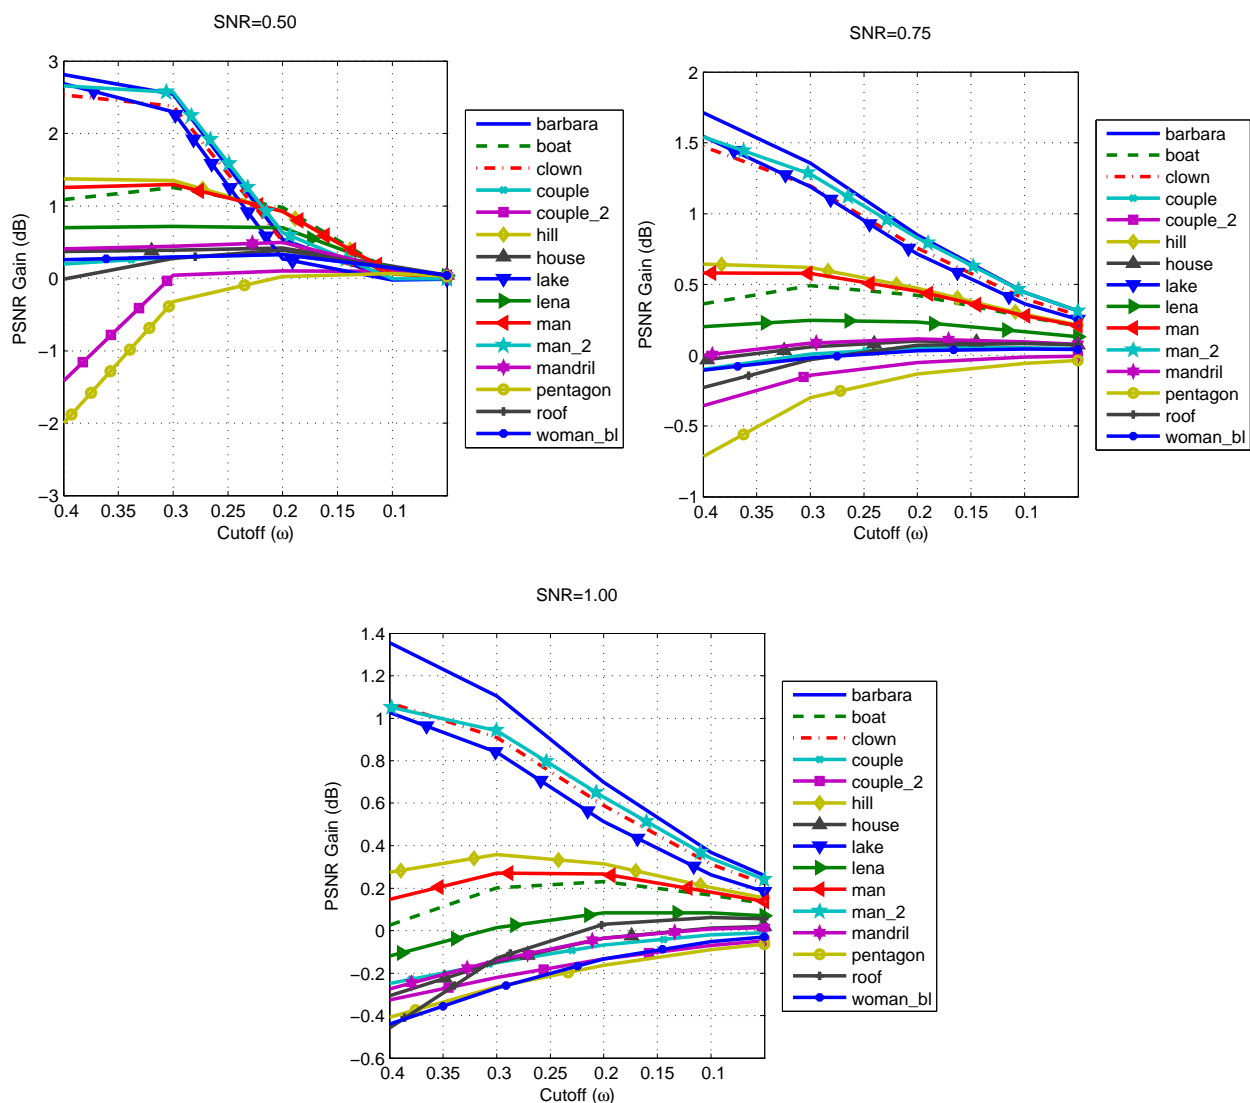 SNR=0.50
3
2
1
0
−1
−2
−3
0.4 0.35 0.3 0.25 0.2 0.15 0.1
PSNR Gain (dB)
Cutoff (ω)
barbara
boat
clown
couple
couple_2
hill
house
lake
lena
man
man_2
mandril
pentagon
roof
woman_bl
SNR=0.75
2
1.5
1
0.5
0
−0.5
−1
0.4 0.35 0.3 0.25 0.2 0.15 0.1
PSNR Gain (dB)
Cutoff (ω)
barbara
boat
clown
couple
couple_2
hill
house
lake
lena
man
man_2
mandril
pentagon
roof
woman_bl
SNR=1.00
1.4
1.2
1
0.8
0.6
0.4
0.2
0
−0.2
−0.4
−0.6
0.4 0.35 0.3 0.25 0.2 0.15 0.1
PSNR Gain (dB)
Cutoff (ω)
barbara
boat
clown
couple
couple_2
hill
house
lake
lena
man
man_2
mandril
pentagon
roof
woman_bl